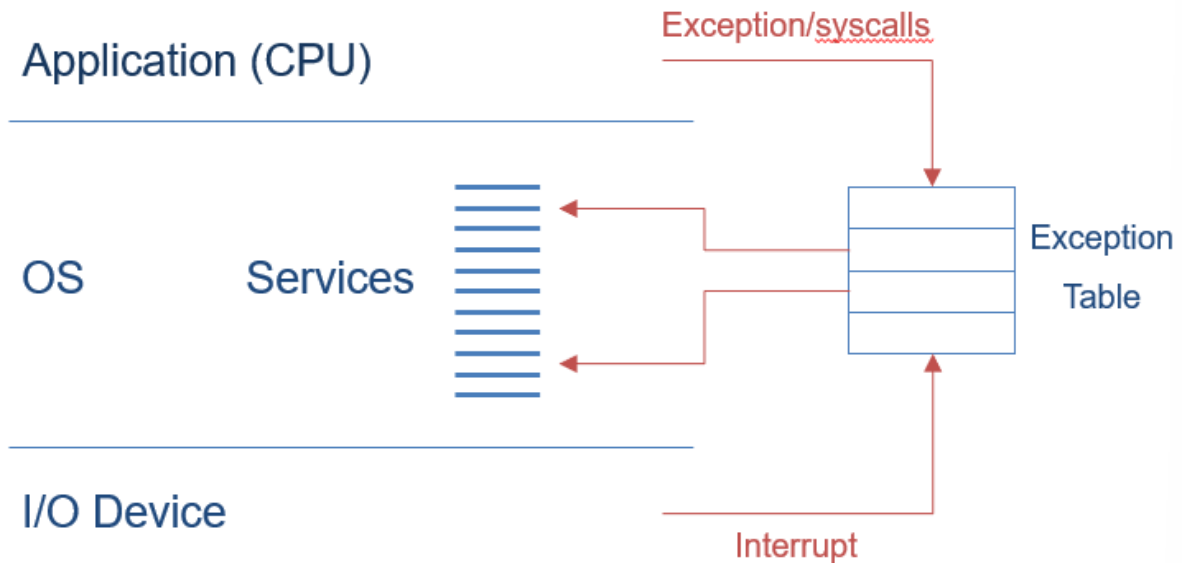 Exception/syscalls
Application (CPU)
OS
Services
Exception
Table
I/O Device
Interrupt